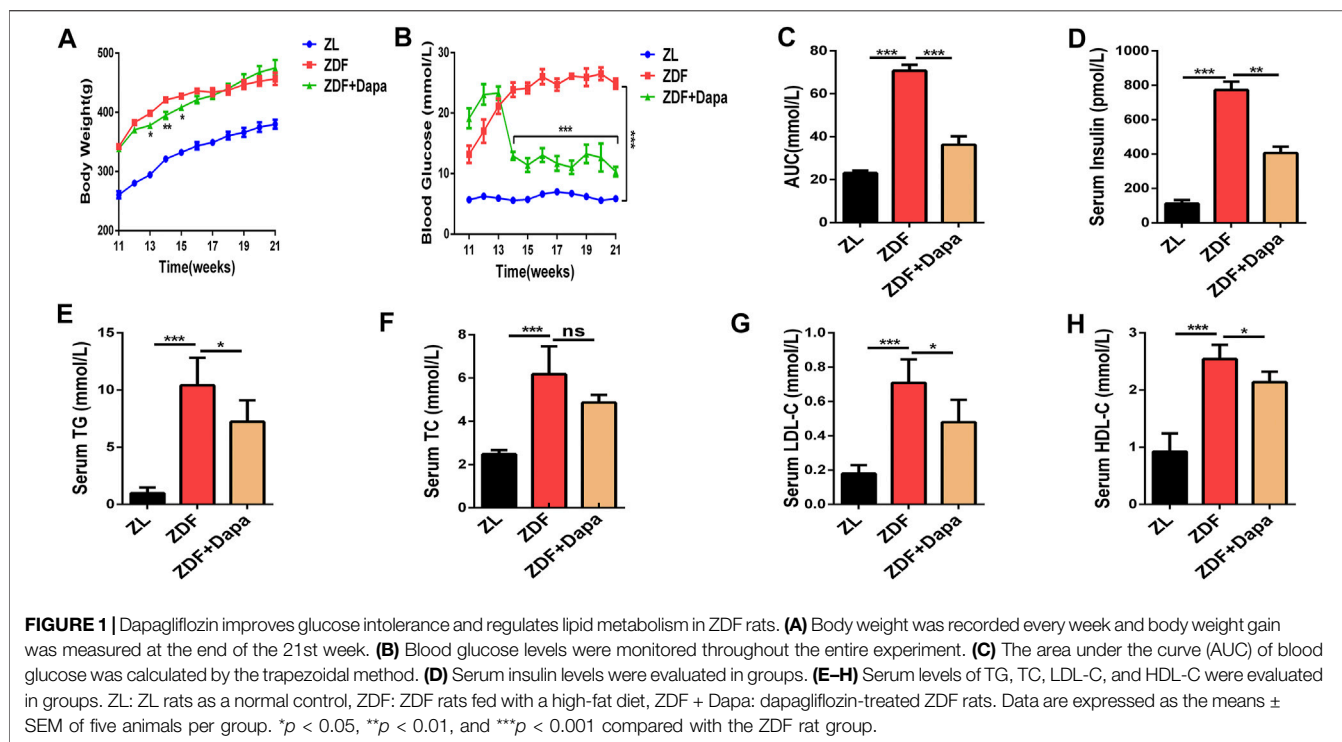 A
ZL
ZDF
ZDF+Dapa
500
400
300
200
Body Weight(g)
*
**
*
11 13 15 17 19 21
Time(weeks)
B
ZL
ZDF
ZDF+Dapa
30
20
10
0
Blood Glucose (mmol/L)
***
***
11 13 15 17 19 21
Time(weeks)
C
80
60
40
20
0
AUC(mmol/L)
*** ***
ZL ZDF ZDF+Dapa
D
1000
800
600
400
200
0
Serum Insulin (pmol/L)
*** **
ZL ZDF ZDF+Dapa
E
15
10
5
0
Serum TG (mmol/L)
*** *
ZL ZDF ZDF+Dapa
F
8
6
4
2
0
Serum TC (mmol/L)
*** ns
ZL ZDF ZDF+Dapa
G
1.0
0.8
0.6
0.4
0.2
0.0
Serum LDL-C (mmol/L)
*** *
ZL ZDF ZDF+Dapa
H
3
2
1
0
Serum HDL-C (mmol/L)
*** *
ZL ZDF ZDF+Dapa
FIGURE 1 | Dapagliflozin improves glucose intolerance and regulates lipid metabolism in ZDF rats. (A) Body weight was recorded every week and body weight gain
was measured at the end of the 21st week. (B) Blood glucose levels were monitored throughout the entire experiment. (C) The area under the curve (AUC) of blood
glucose was calculated by the trapezoidal method. (D) Serum insulin levels were evaluated in groups. (E–H) Serum levels of TG, TC, LDL-C, and HDL-C were evaluated
in groups. ZL: ZL rats as a normal control, ZDF: ZDF rats fed with a high-fat diet, ZDF + Dapa: dapagliflozin-treated ZDF rats. Data are expressed as the means ±
SEM of five animals per group. *p < 0.05, **p < 0.01, and ***p < 0.001 compared with the ZDF rat group.